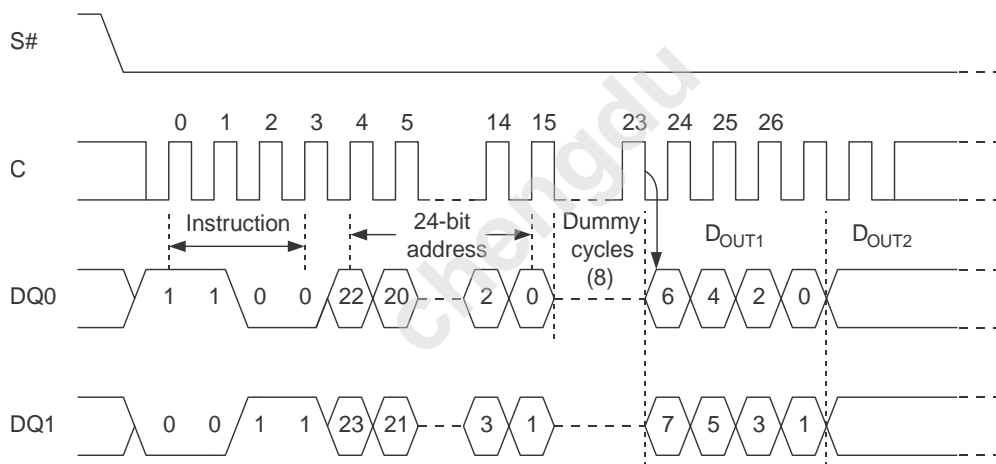 S#
0 1 2 3 4 5 14 15 23 24 25 26
C
Instruction
24-bit
address
Dummy
cycles
(8)
DOUT1
DOUT2
DQ0
1 1 0 0 22 20 2 0 6 4 2 0
DQ1
0 0 1 1 23 21 3 1 7 5 3 1
chengdu